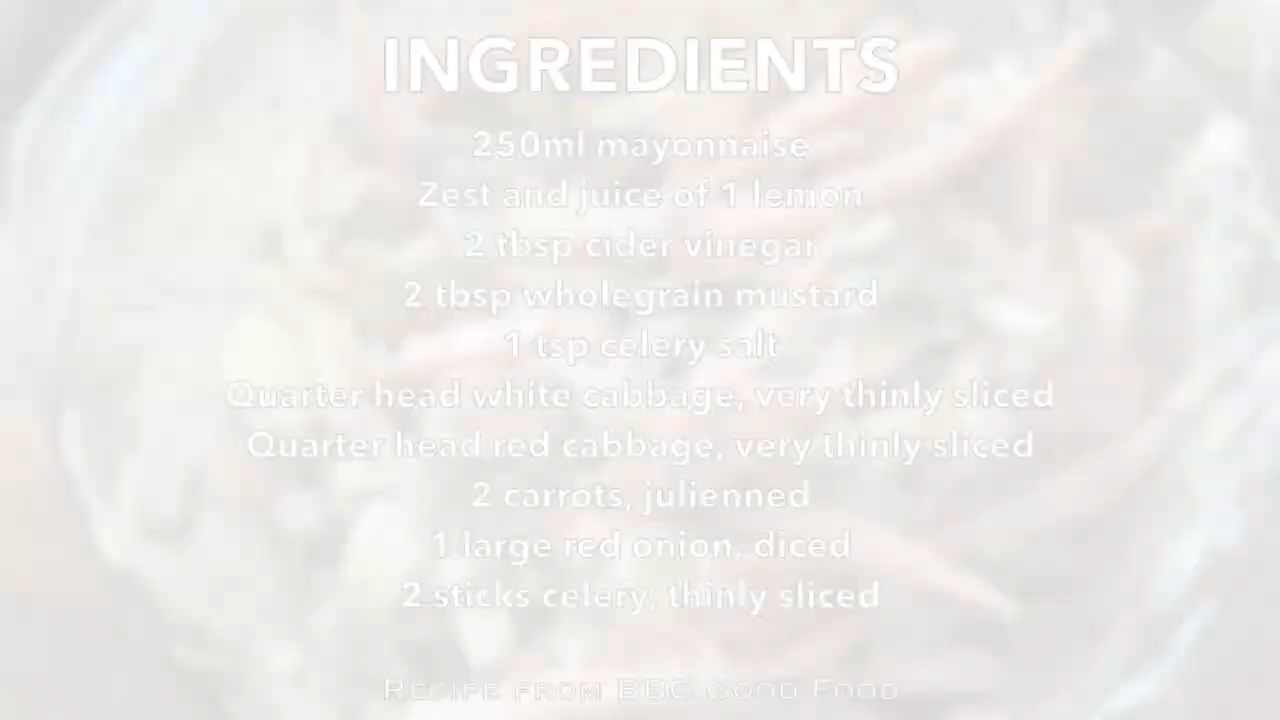 INGREDIENTS
250ml mayonnaise
Zest and juice of 1 lemon
2 tbsp cider vinegar
2 tbsp wholegrain mustard
1 tsp celery salt
Quarter head white cabbage, very thinly sliced
Quarter head red cabbage, very thinly sliced
2 carrots, julienned
1 large red onion, diced
2 sticks celery, thinly sliced
Recipe from BBC Good Food